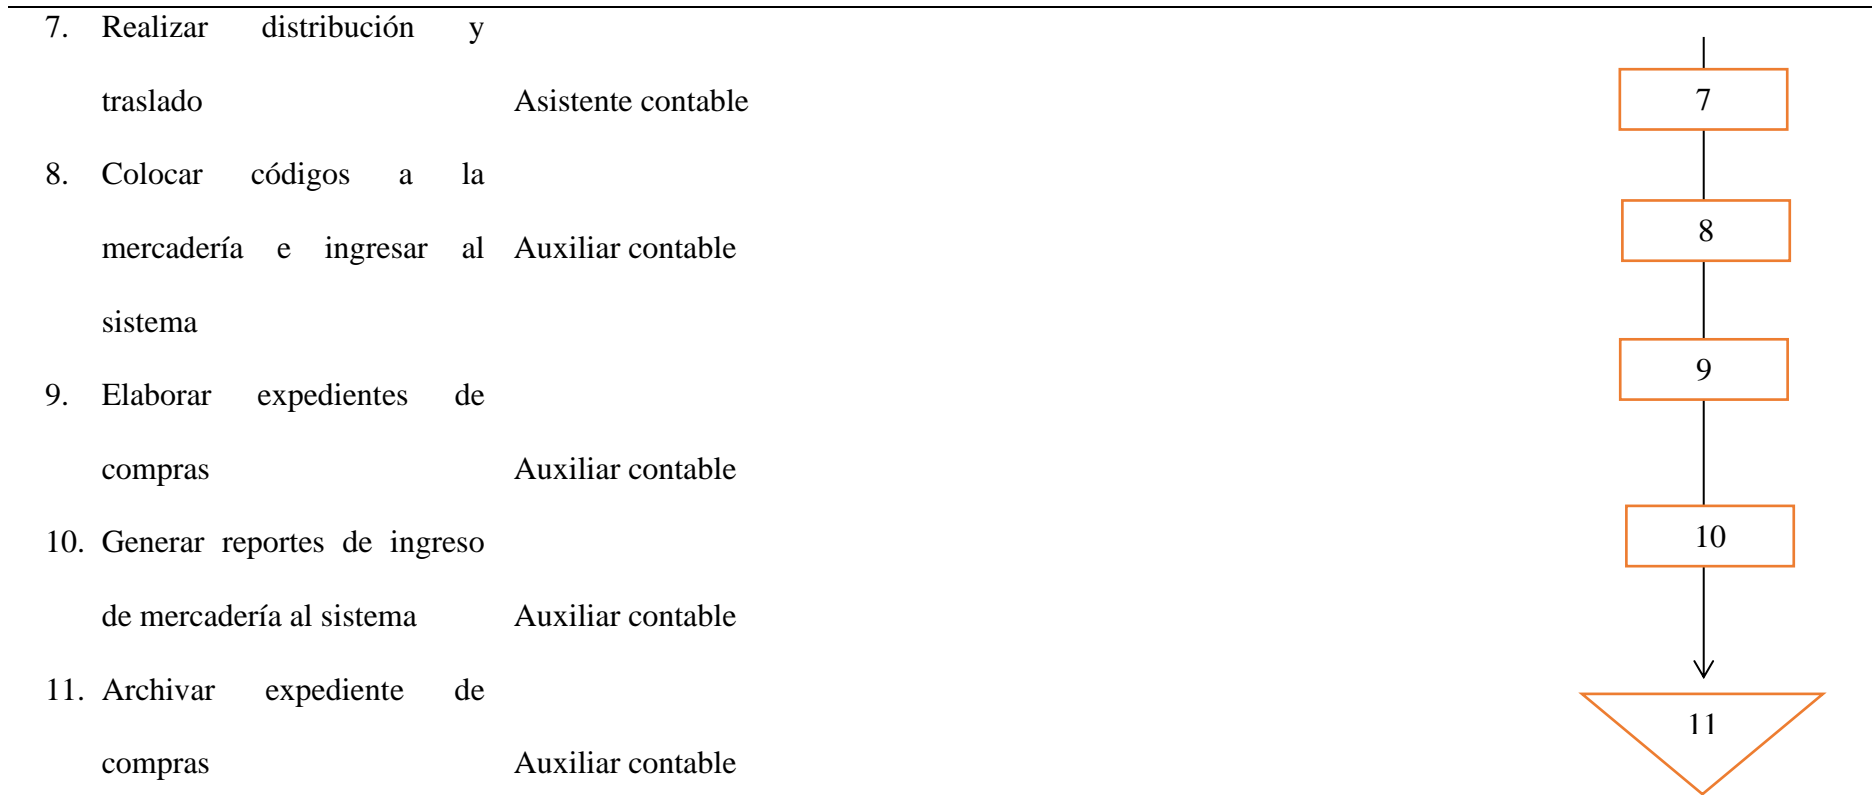 7. Realizar distribución y
traslado Asistente contable
7
8. Colocar códigos a la
mercadería e ingresar al Auxiliar contable
8
sistema
9. Elaborar expedientes de
9
compras Auxiliar contable
10. Generar reportes de ingreso
10
de mercadería al sistema Auxiliar contable
11. Archivar expediente de
11
compras Auxiliar contable